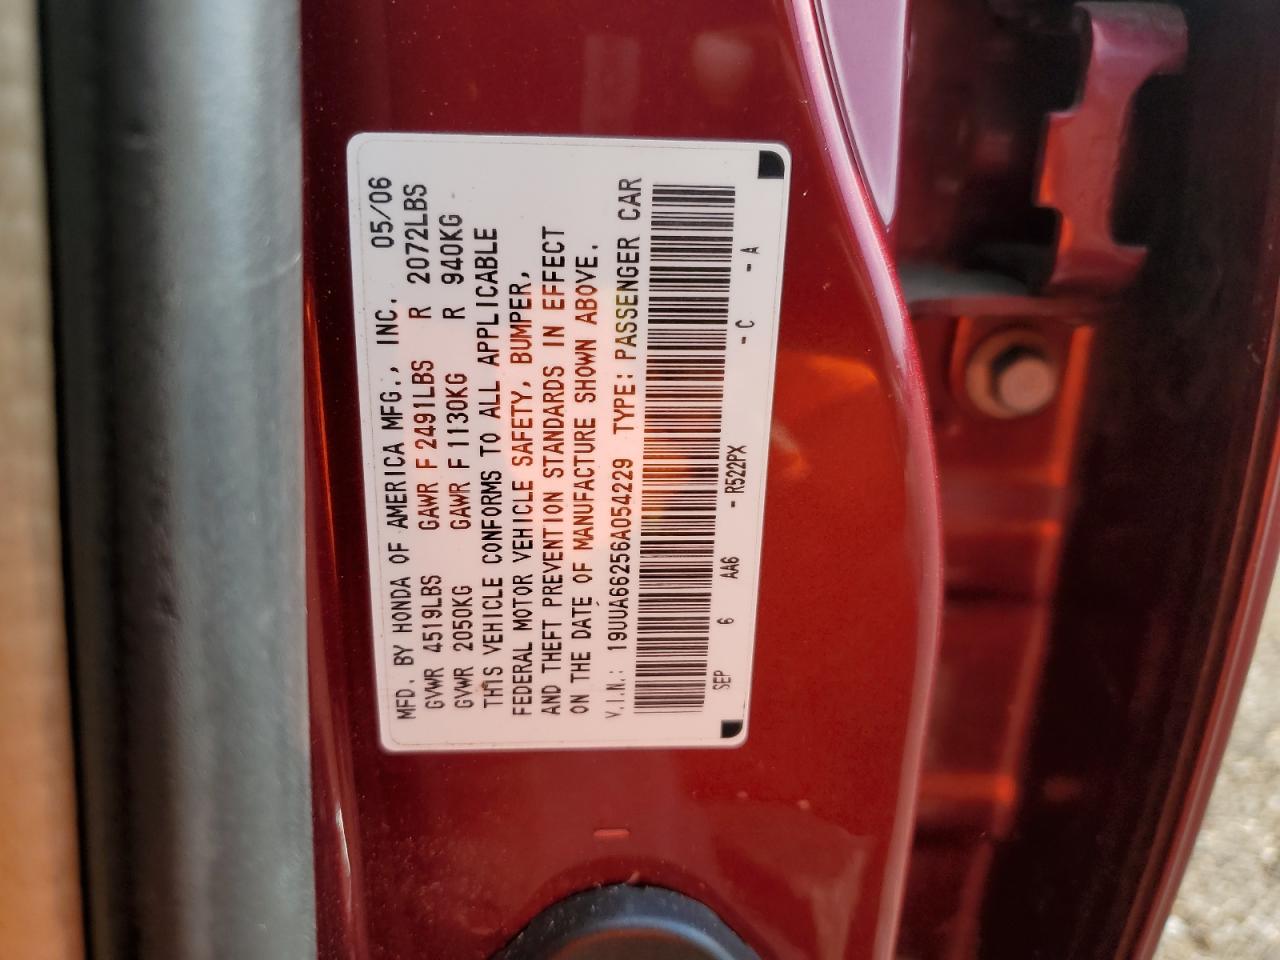 MFD. BY HONDA OF AMERICA MFG., INC. 05/06
GVWR 4519LBS GAWR F 2491LBS R 2072LBS
GVWR 2050KG GAWR F 1130KG R 940KG
THIS VEHICLE CONFORMS TO ALL APPLICABLE
FEDERAL MOTOR VEHICLE SAFETY, BUMPER,
AND THEFT PREVENTION STANDARDS IN EFFECT
ON THE DATE OF MANUFACTURE SHOWN ABOVE.
V.I.N.: 19UUA66256A054229 TYPE: PASSENGER CAR
SEP 6 AA6 - R522PX - C - A